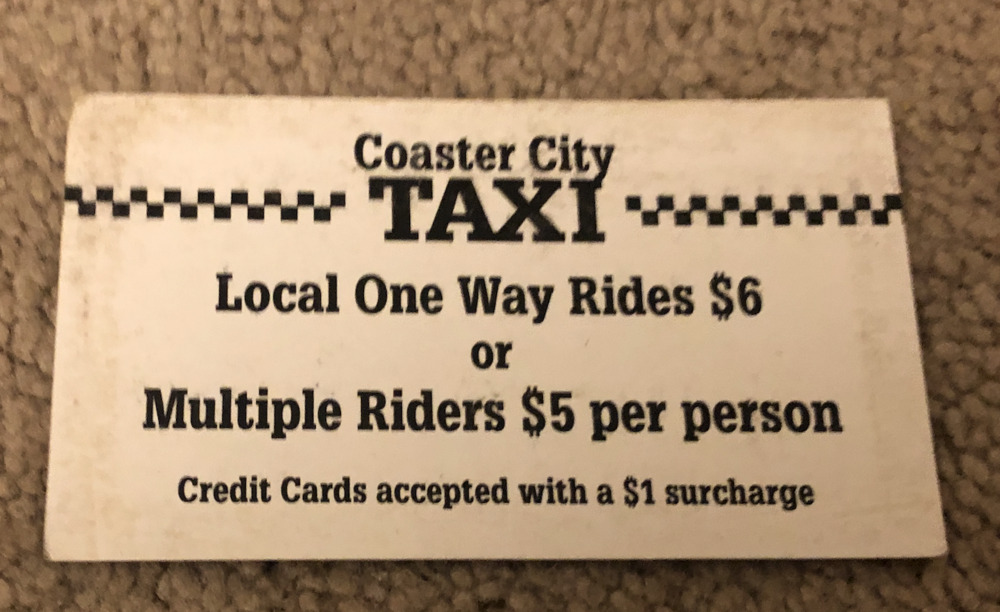 Coaster City
TAXI
Local One Way Rides $6
or
Multiple Riders $5 per person
Credit Cards accepted with a $1 surcharge